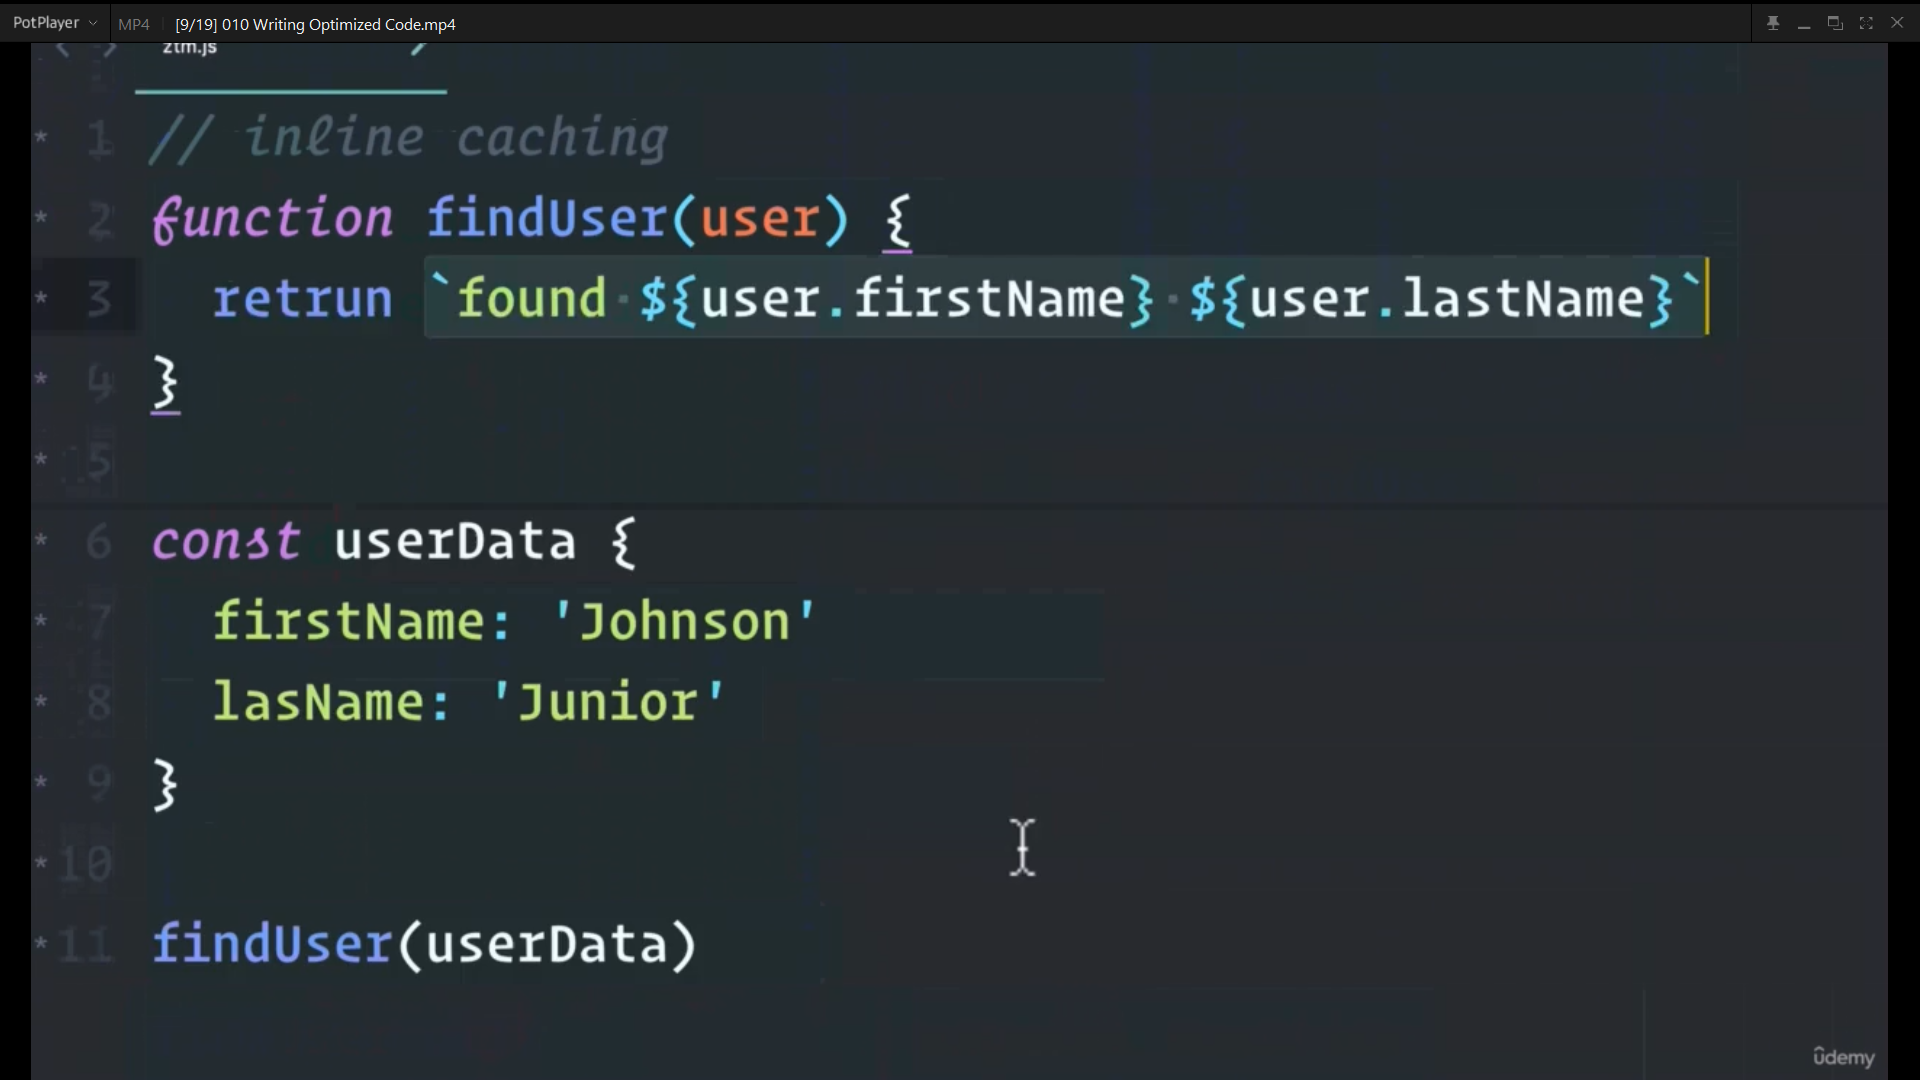 PotPlayer MP4 [9/19] 010 Writing Optimized Code.mp4
ztm.js
* 1 // inline caching
* 2 function findUser(user) {
* 3 retrun `found ${user.firstName} ${user.lastName}`
* 4 }
* 5
* 6 const userData {
* 7 firstName: 'Johnson'
* 8 lasName: 'Junior'
* 9 }
* 10
* 11 findUser(userData)
ûdemy